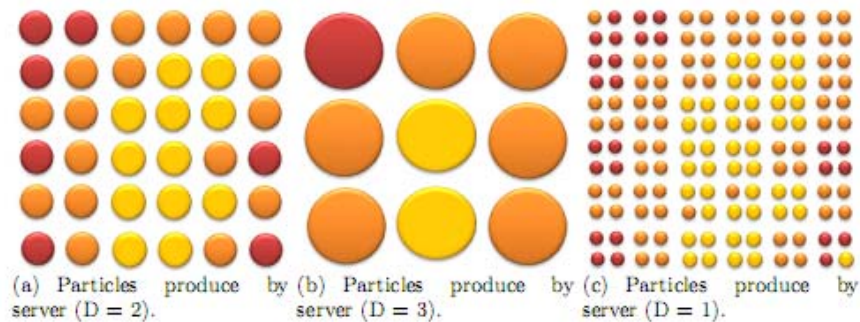 (a) Particles produce by
server (D = 2).
(b) Particles produce by
server (D = 3).
(c) Particles produce by
server (D = 1).